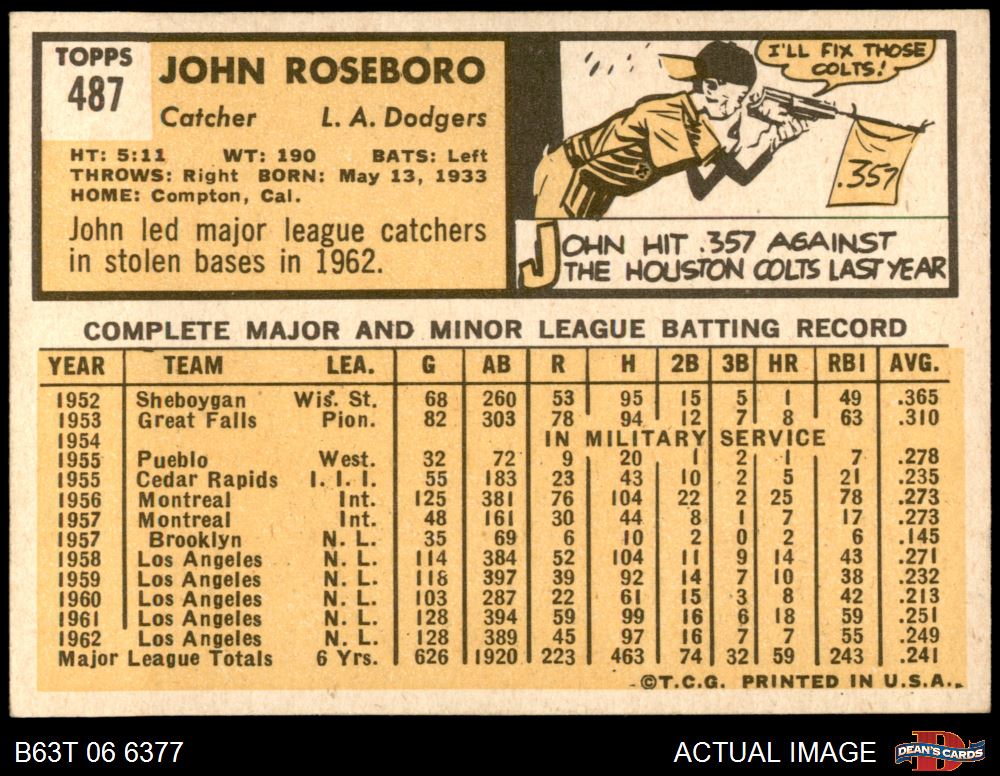 TOPPS
487
JOHN ROSEBORO
Catcher L. A. Dodgers
HT: 5:11 WT: 190 BATS: Left
THROWS: Right BORN: May 13, 1933
HOME: Compton, Cal.
John led major league catchers
in stolen bases in 1962.
I'LL FIX THOSE
COLTS!
.357
JOHN HIT .357 AGAINST
THE HOUSTON COLTS LAST YEAR
COMPLETE MAJOR AND MINOR LEAGUE BATTING RECORD
YEAR TEAM LEA. G AB R H 2B 3B HR RBI AVG.
1952 Sheboygan Wis. St. 68 260 53 95 15 5 1 49 .365
1953 Great Falls Pion. 82 303 78 94 12 7 8 63 .310
1954 IN MILITARY SERVICE
1955 Pueblo West. 32 72 9 20 1 2 1 7 .278
1955 Cedar Rapids I. I. I. 55 183 23 43 10 2 5 21 .235
1956 Montreal Int. 125 381 76 104 22 2 25 78 .273
1957 Montreal Int. 48 161 30 44 8 1 7 17 .273
1957 Brooklyn N. L. 35 69 6 10 2 0 2 6 .145
1958 Los Angeles N. L. 114 384 52 104 11 9 14 43 .271
1959 Los Angeles N. L. 118 397 39 92 14 7 10 38 .232
1960 Los Angeles N. L. 103 287 22 61 15 3 8 42 .213
1961 Los Angeles N. L. 128 394 59 99 16 6 18 59 .251
1962 Los Angeles N. L. 128 389 45 97 16 7 7 55 .249
Major League Totals 6 Yrs. 626 1920 223 463 74 32 59 243 .241
©T.C.G. PRINTED IN U.S.A.
B63T 06 6377 ACTUAL IMAGE DEAN'S CARDS